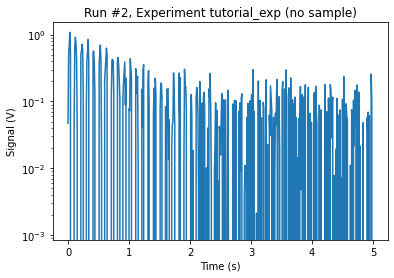 Run #2, Experiment tutorial_exp (no sample)
10⁰
10⁻¹
10⁻²
10⁻³
Signal (V)
0 1 2 3 4 5
Time (s)